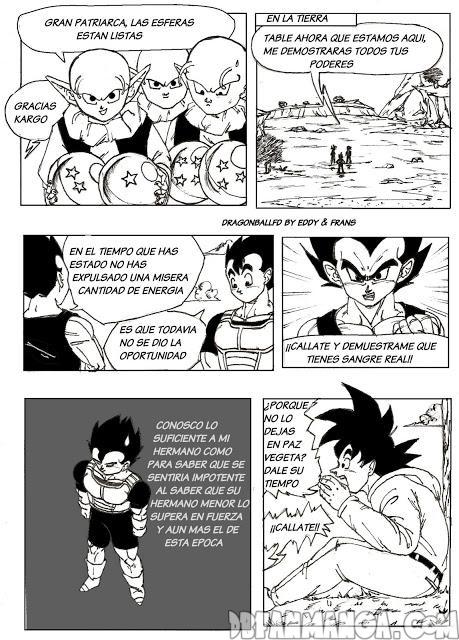 GRAN PATRIARCA, LAS ESFERAS
ESTAN LISTAS
GRACIAS
KARGO
EN LA TIERRA
TABLE AHORA QUE ESTAMOS AQUI,
ME DEMOSTRARAS TODOS TUS
PODERES
DRAGONBALLFD BY EDDY & FRANS
EN EL TIEMPO QUE HAS
ESTADO NO HAS
EXPULSADO UNA MISERA
CANTIDAD DE ENERGIA
ES QUE TODAVIA
NO SE DIO LA
OPORTUNIDAD
¡¡CALLATE Y DEMUESTRAME QUE
TIENES SANGRE REAL!!
CONOSCO LO
SUFICIENTE A MI
HERMANO COMO
PARA SABER QUE SE
SENTIRIA IMPOTENTE
AL SABER QUE SU
HERMANO MENOR LO
SUPERA EN FUERZA
Y AUN MAS EL DE
ESTA EPOCA
¿PORQUE
NO LO
DEJAS
EN PAZ
VEGETA?
DALE SU
TIEMPO
¡¡CALLATE!!
DBFANMANGA.COM